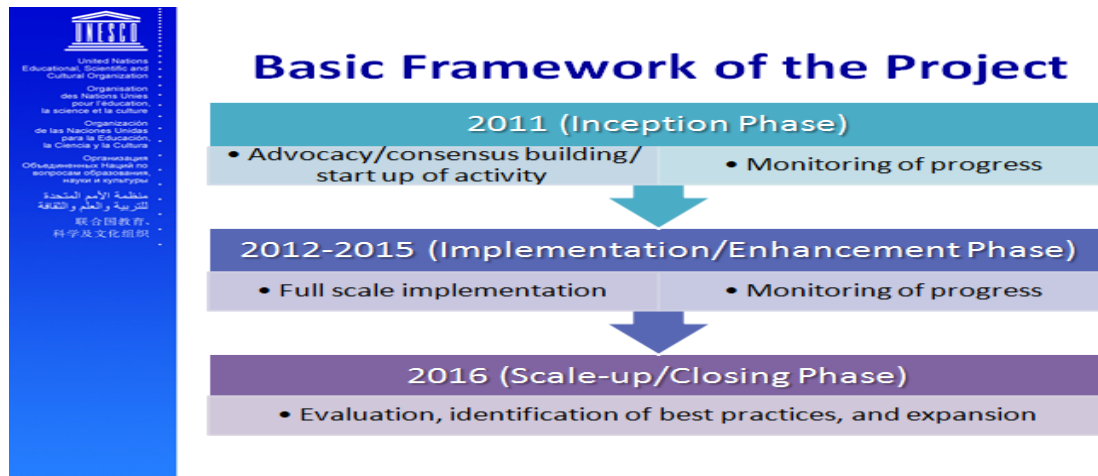 UNESCO
United Nations
Educational, Scientific and
Cultural Organization
Organisation
des Nations Unies
pour l'éducation,
la science et la culture
Organización
de las Naciones Unidas
para la Educación,
la Ciencia y la Cultura
Организация
Объединенных Наций по
вопросам образования,
науки и культуры
منظمة الأمم المتحدة
للتربية والعلم والثقافة
联合国教育、
科学及文化组织
Basic Framework of the Project
2011 (Inception Phase)
• Advocacy/consensus building/
start up of activity
• Monitoring of progress
2012-2015 (Implementation/Enhancement Phase)
• Full scale implementation
• Monitoring of progress
2016 (Scale-up/Closing Phase)
• Evaluation, identification of best practices, and expansion